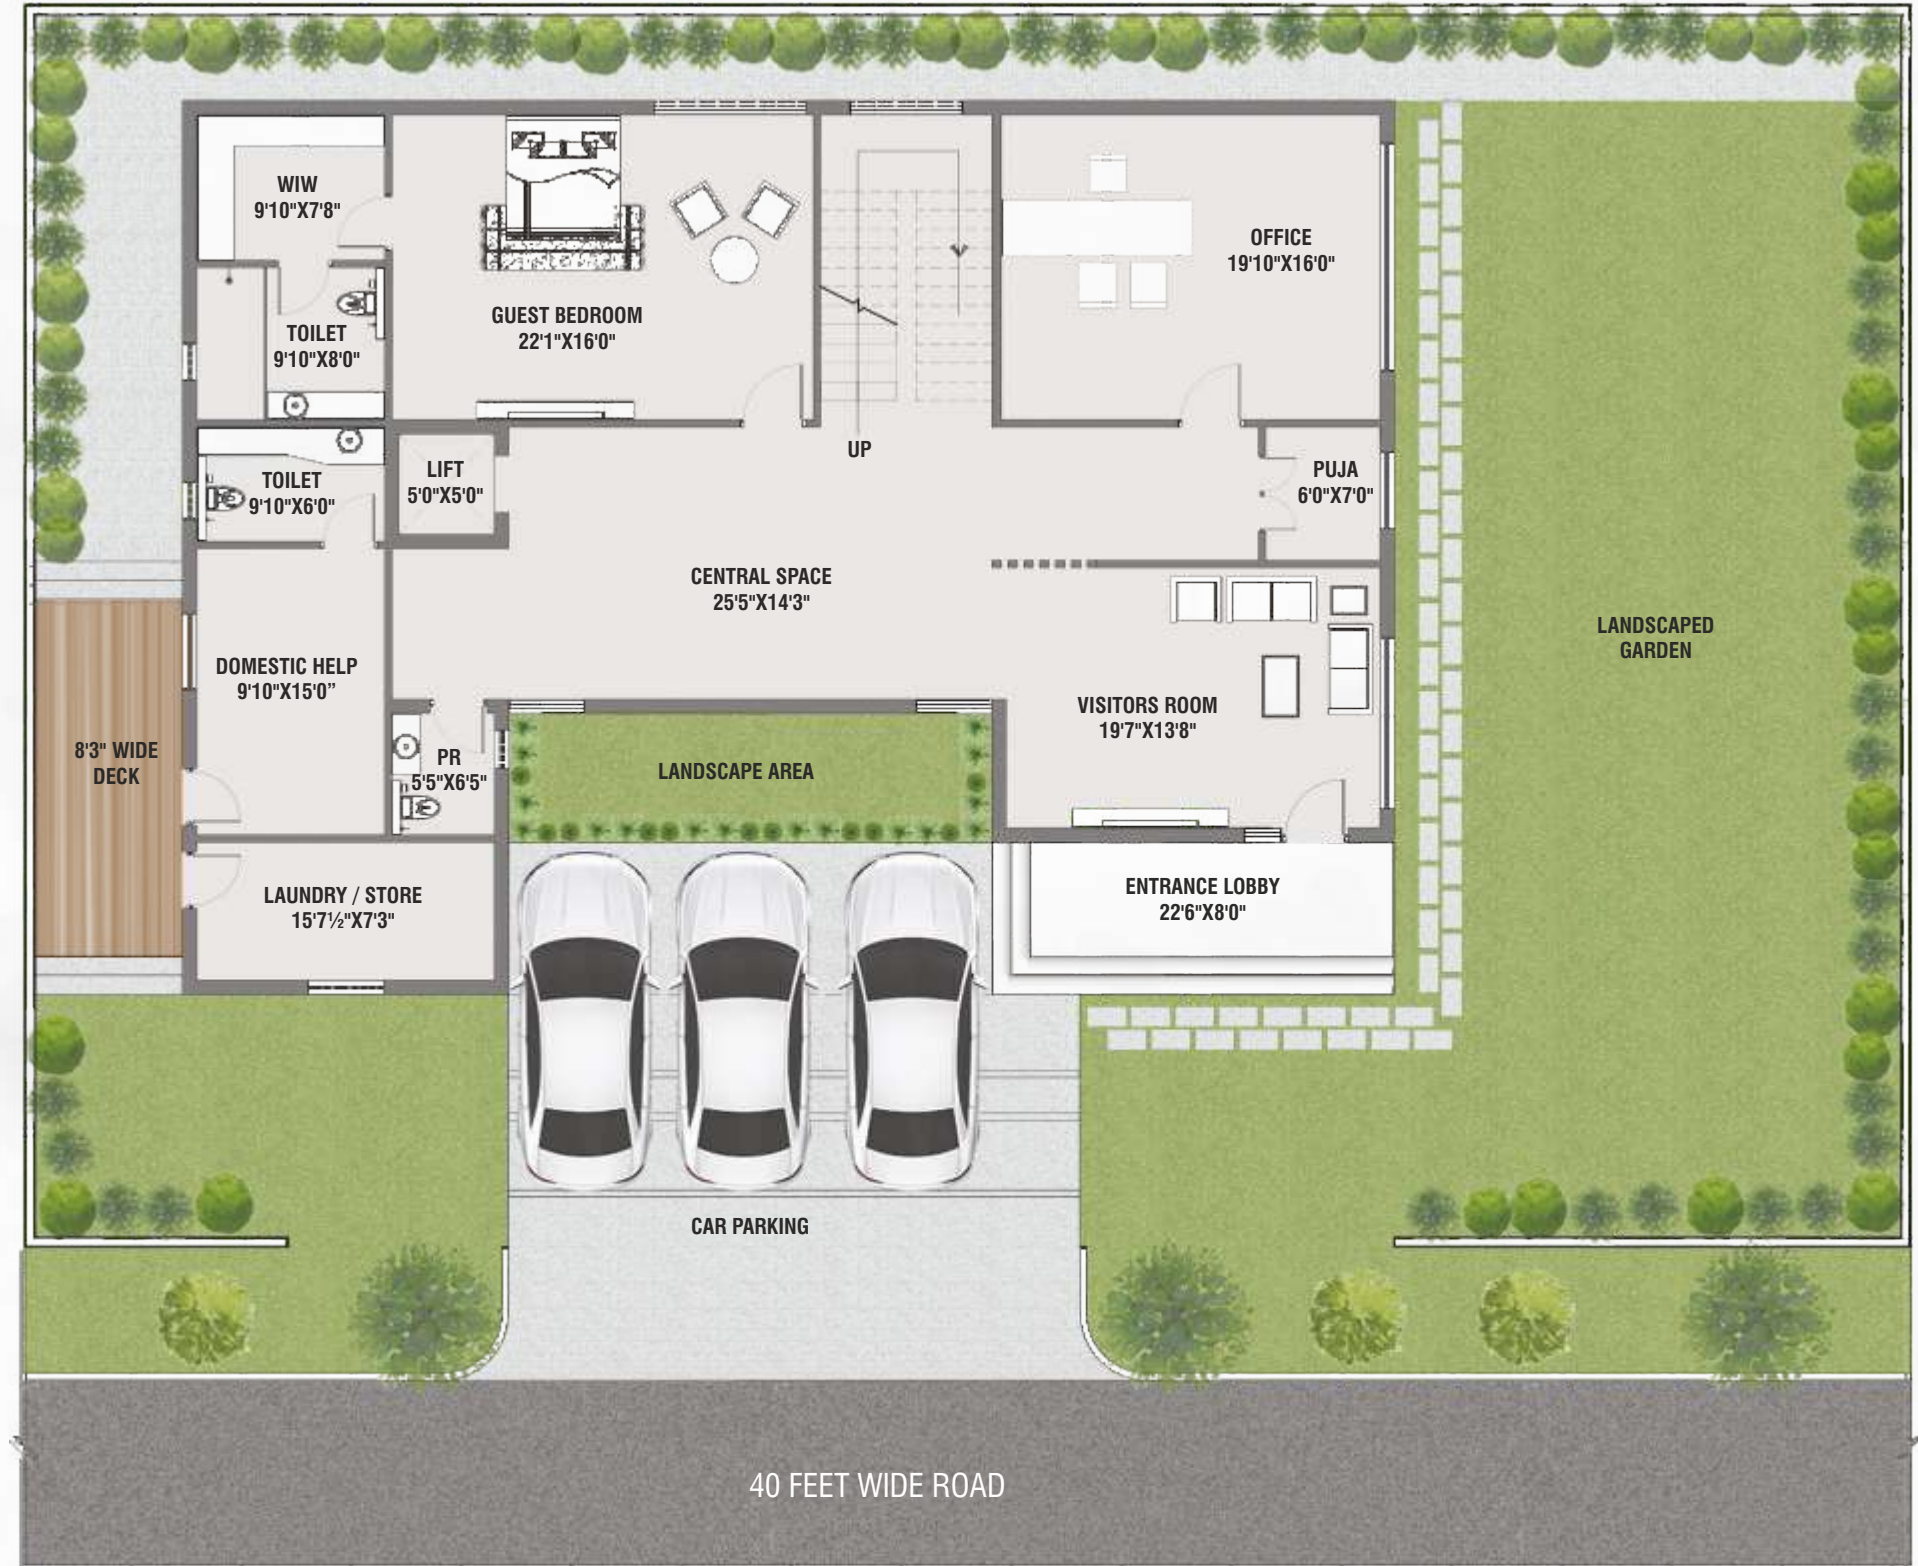 WIW
9'10"X7'8"
OFFICE
19'10"X16'0"
GUEST BEDROOM
22'1"X16'0"
TOILET
9'10"X8'0"
UP
LIFT
5'0"X5'0"
PUJA
6'0"X7'0"
TOILET
9'10"X6'0"
CENTRAL SPACE
25'5"X14'3"
LANDSCAPED
GARDEN
DOMESTIC HELP
9'10"X15'0”
VISITORS ROOM
19'7"X13'8"
8'3" WIDE
DECK
PR
5'5"X6'5"
LANDSCAPE AREA
LAUNDRY / STORE
15'7½"X7'3"
ENTRANCE LOBBY
22'6"X8'0"
CAR PARKING
40 FEET WIDE ROAD